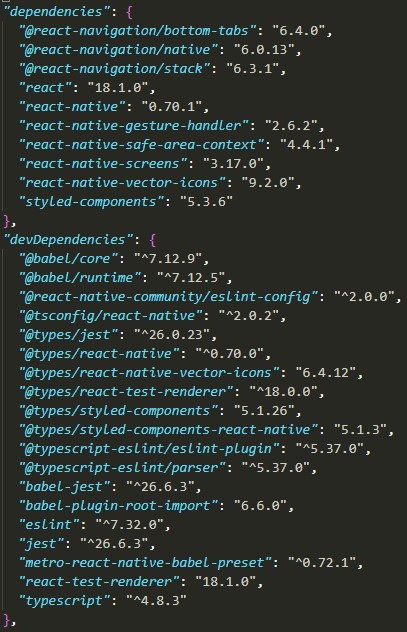 "dependencies": {
"@react-navigation/bottom-tabs": "6.4.0",
"@react-navigation/native": "6.0.13",
"@react-navigation/stack": "6.3.1",
"react": "18.1.0",
"react-native": "0.70.1",
"react-native-gesture-handler": "2.6.2",
"react-native-safe-area-context": "4.4.1",
"react-native-screens": "3.17.0",
"react-native-vector-icons": "9.2.0",
"styled-components": "5.3.6"
},
"devDependencies": {
"@babel/core": "^7.12.9",
"@babel/runtime": "^7.12.5",
"@react-native-community/eslint-config": "^2.0.0",
"@tsconfig/react-native": "^2.0.2",
"@types/jest": "^26.0.23",
"@types/react-native": "^0.70.0",
"@types/react-native-vector-icons": "6.4.12",
"@types/react-test-renderer": "^18.0.0",
"@types/styled-components": "5.1.26",
"@types/styled-components-react-native": "5.1.3",
"@typescript-eslint/eslint-plugin": "^5.37.0",
"@typescript-eslint/parser": "^5.37.0",
"babel-jest": "^26.6.3",
"babel-plugin-root-import": "6.6.0",
"eslint": "^7.32.0",
"jest": "^26.6.3",
"metro-react-native-babel-preset": "^0.72.1",
"react-test-renderer": "18.1.0",
"typescript": "^4.8.3"
},